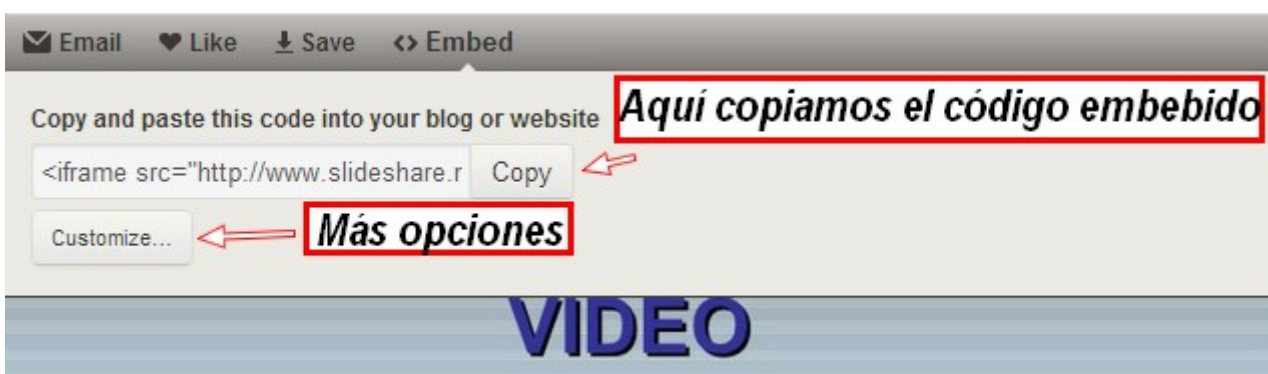 Email Like Save Embed
Copy and paste this code into your blog or website
Aquí copiamos el código embebido
<iframe src="http://www.slideshare.r Copy
Customize...
Más opciones
VIDEO